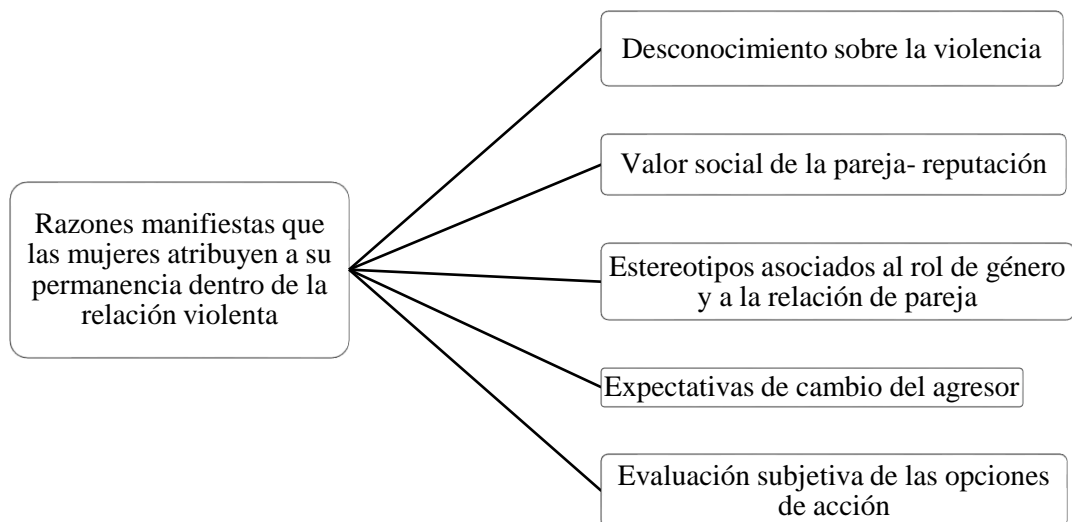 Desconocimiento sobre la violencia
Valor social de la pareja- reputación
Razones manifiestas que
las mujeres atribuyen a su
permanencia dentro de la
relación violenta
Estereotipos asociados al rol de género
y a la relación de pareja
Expectativas de cambio del agresor
Evaluación subjetiva de las opciones
de acción